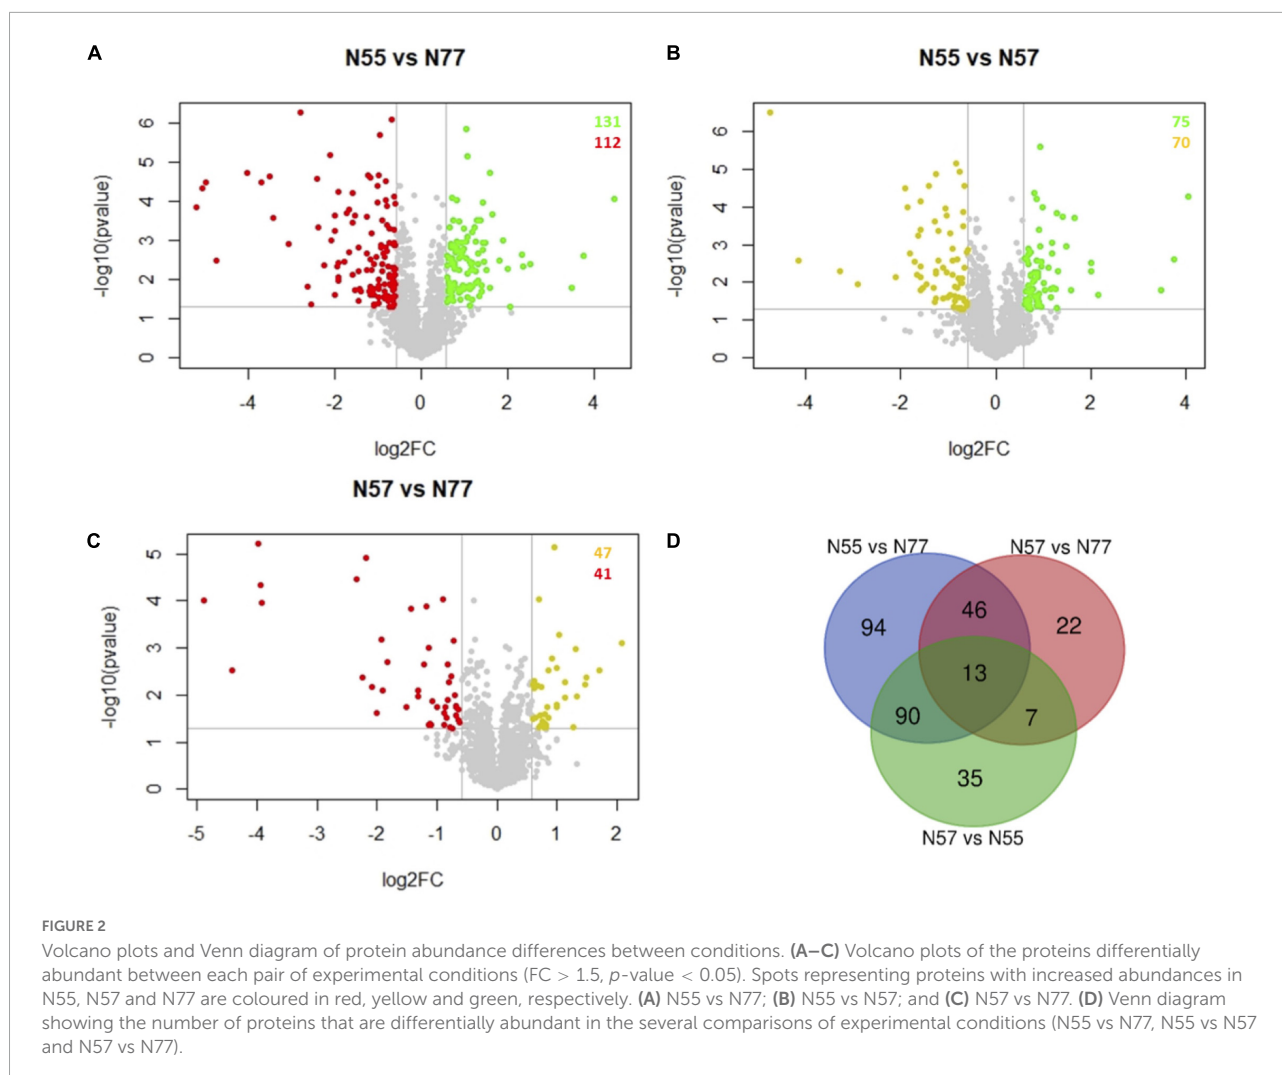 A
N55 vs N77
131
112
6
5
4
3
2
1
0
-log10(pvalue)
-4
-2
0
2
4
log2FC
B
N55 vs N57
75
70
6
5
4
3
2
1
0
-log10(pvalue)
-4
-2
0
2
4
log2FC
C
N57 vs N77
47
41
5
4
3
2
1
0
-log10(pvalue)
-5
-4
-3
-2
-1
0
1
2
log2FC
D
N55 vs N77
N57 vs N77
46
94
22
13
90
7
35
N57 vs N55
FIGURE 2
Volcano plots and Venn diagram of protein abundance differences between conditions. (A–C) Volcano plots of the proteins differentially
abundant between each pair of experimental conditions (FC > 1.5, p-value < 0.05). Spots representing proteins with increased abundances in
N55, N57 and N77 are coloured in red, yellow and green, respectively. (A) N55 vs N77; (B) N55 vs N57; and (C) N57 vs N77. (D) Venn diagram
showing the number of proteins that are differentially abundant in the several comparisons of experimental conditions (N55 vs N77, N55 vs N57
and N57 vs N77).